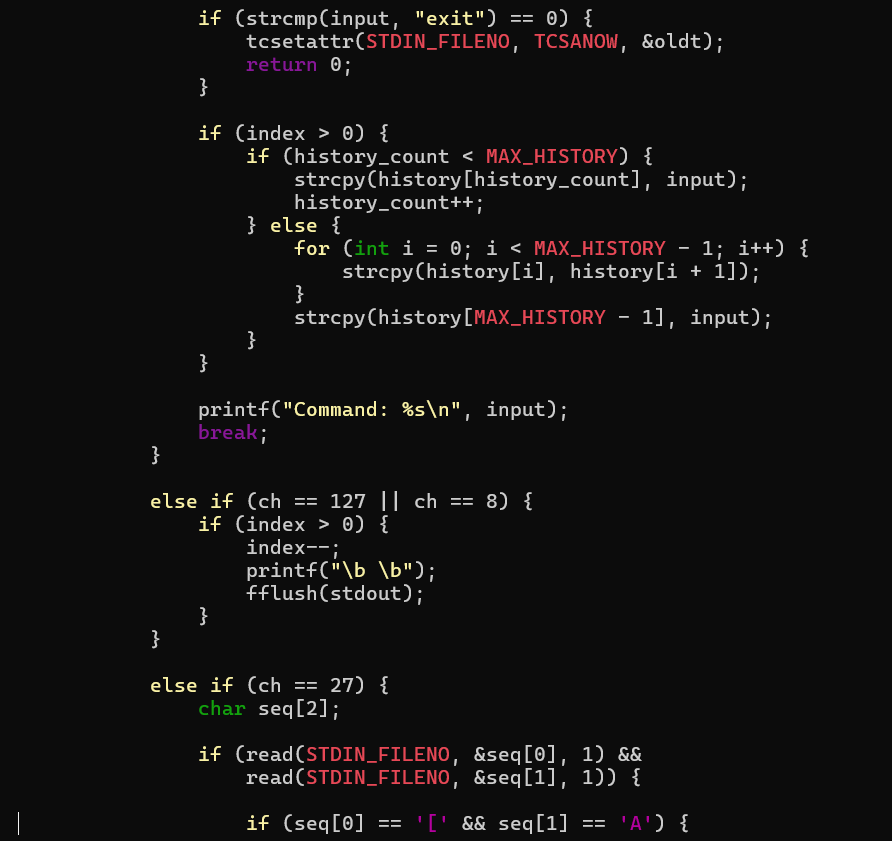 if (strcmp(input, "exit") == 0) {
tcsetattr(STDIN_FILENO, TCSANOW, &oldt);
return 0;
}
if (index > 0) {
if (history_count < MAX_HISTORY) {
strcpy(history[history_count], input);
history_count++;
} else {
for (int i = 0; i < MAX_HISTORY - 1; i++) {
strcpy(history[i], history[i + 1]);
}
strcpy(history[MAX_HISTORY - 1], input);
}
}
printf("Command: %s\n", input);
break;
}
else if (ch == 127 || ch == 8) {
if (index > 0) {
index--;
printf("\b \b");
fflush(stdout);
}
}
else if (ch == 27) {
char seq[2];
if (read(STDIN_FILENO, &seq[0], 1) &&
read(STDIN_FILENO, &seq[1], 1)) {
if (seq[0] == '[' && seq[1] == 'A') {